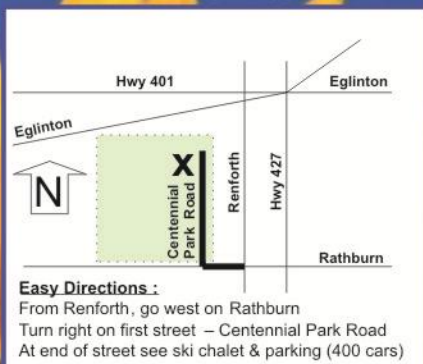 Hwy 401
Eglinton
Eglinton
N
X
Centennial
Park Road
Renforth
Hwy 427
Rathburn
Easy Directions :
From Renforth, go west on Rathburn
Turn right on first street – Centennial Park Road
At end of street see ski chalet & parking (400 cars)